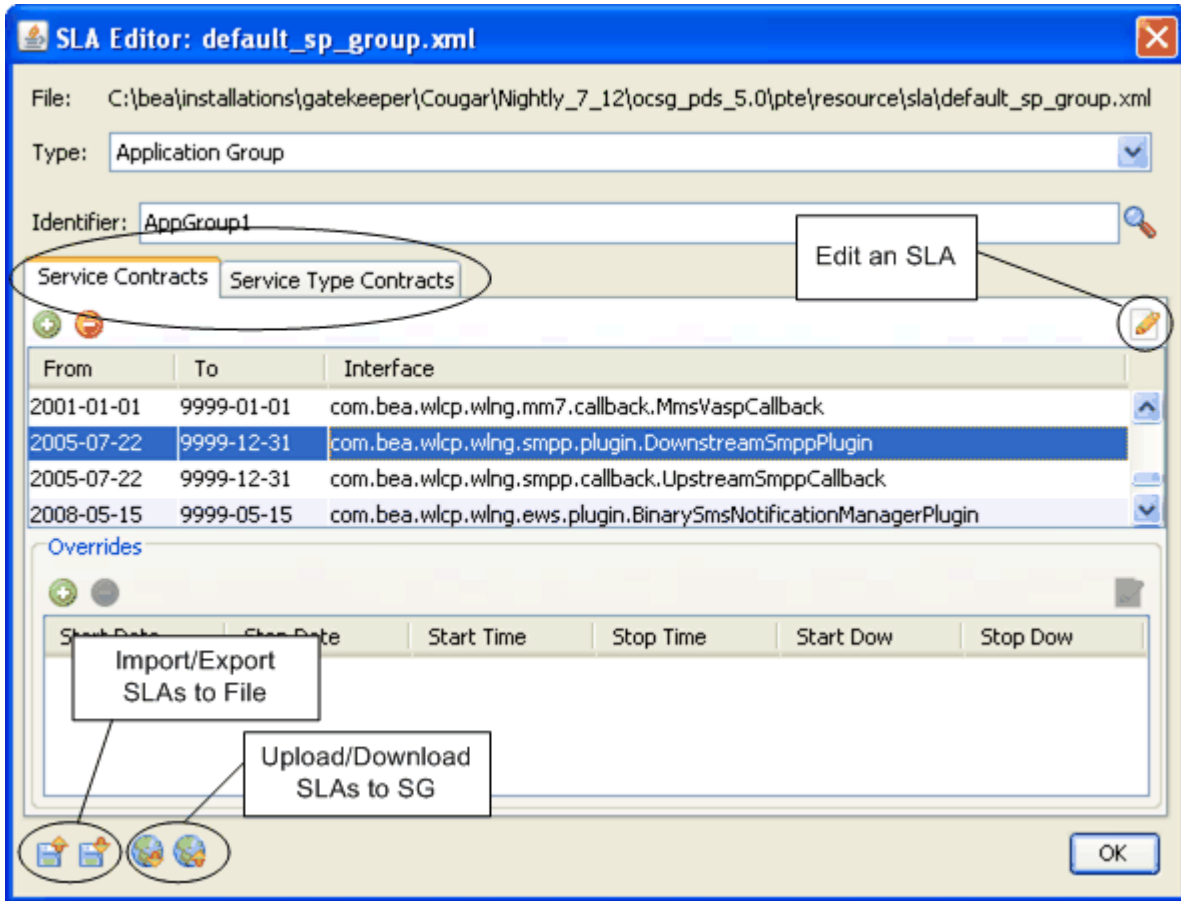 SLA Editor: default_sp_group.xml
File: C:\bea\installations\gatekeeper\Cougar\Nightly_7_12\ocsg_pds_5.0\pte\resource\sla\default_sp_group.xml
Type: Application Group
Identifier: AppGroup1
Edit an SLA
Service Contracts Service Type Contracts
From To Interface
2001-01-01 9999-01-01 com.bea.wlcp.wlng.mm7.callback.MmsVaspCallback
2005-07-22 9999-12-31 com.bea.wlcp.wlng.smpp.plugin.DownstreamSmppPlugin
2005-07-22 9999-12-31 com.bea.wlcp.wlng.smpp.callback.UpstreamSmppCallback
2008-05-15 9999-05-15 com.bea.wlcp.wlng.ews.plugin.BinarySmsNotificationManagerPlugin
Overrides
Start Date Stop Date Start Time Stop Time Start Dow Stop Dow
Import/Export
SLAs to File
Upload/Download
SLAs to SG
OK